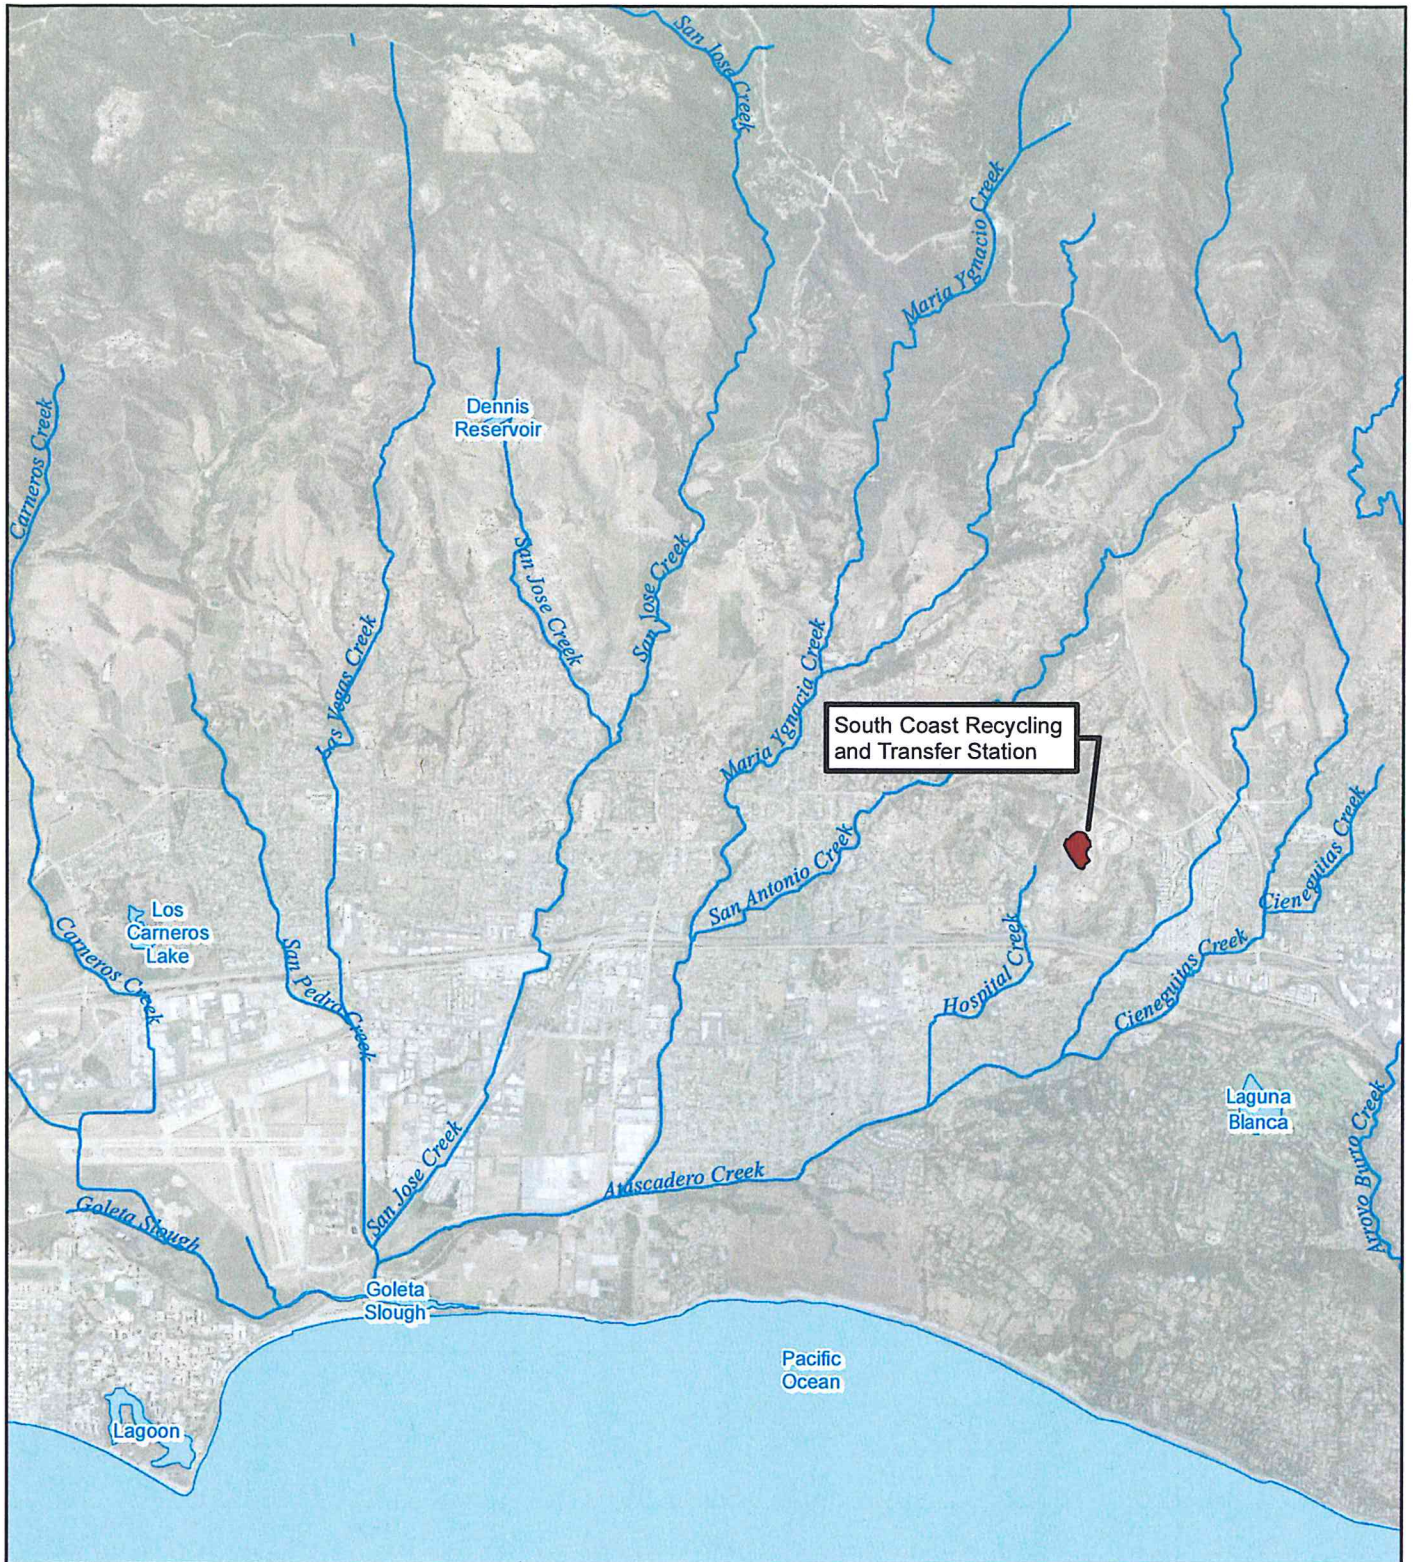 San Jose Creek
Maria Ygnacio Creek
Dennis
Reservoir
Carneros Creek
San Jose Creek
San Jose Creek
Las Vegas Creek
Maria Ygnacia Creek
South Coast Recycling
and Transfer Station
San Antonio Creek
Cieneguitas Creek
Los
Carneros
Lake
Carneros Creek
San Pedro Creek
Hospital Creek
Cieneguitas Creek
Laguna
Blanca
Arroyo Burro Creek
San Jose Creek
Atascadero Creek
Goleta Slough
Goleta
Slough
Pacific
Ocean
Lagoon